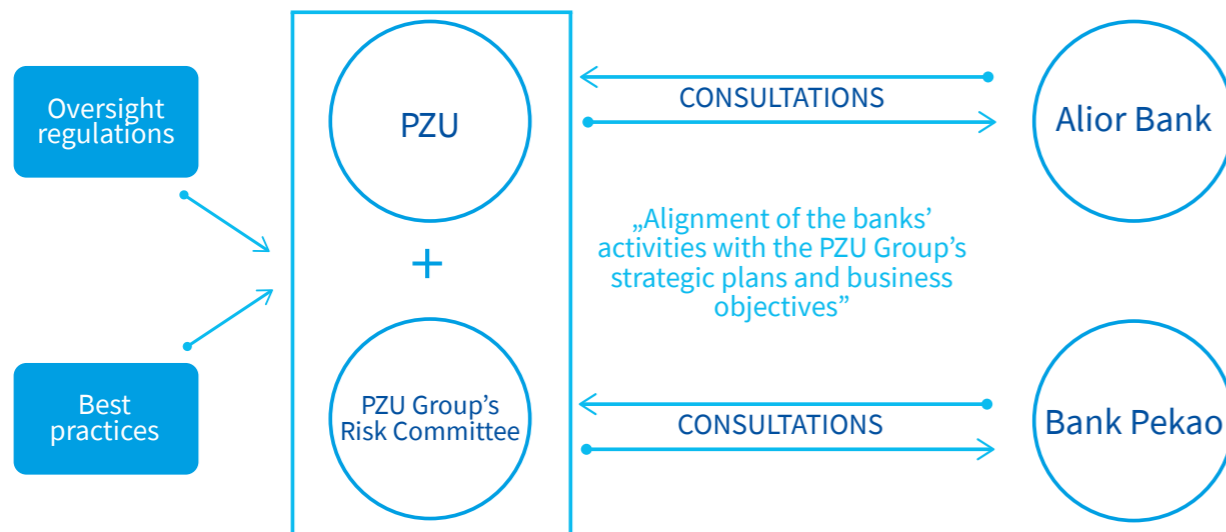 Oversight
regulations
Best
practices
PZU
+
PZU Group’s
Risk Committee
CONSULTATIONS
„Alignment of the banks’
activities with the PZU Group’s
strategic plans and business
objectives”
CONSULTATIONS
Alior Bank
Bank Pekao